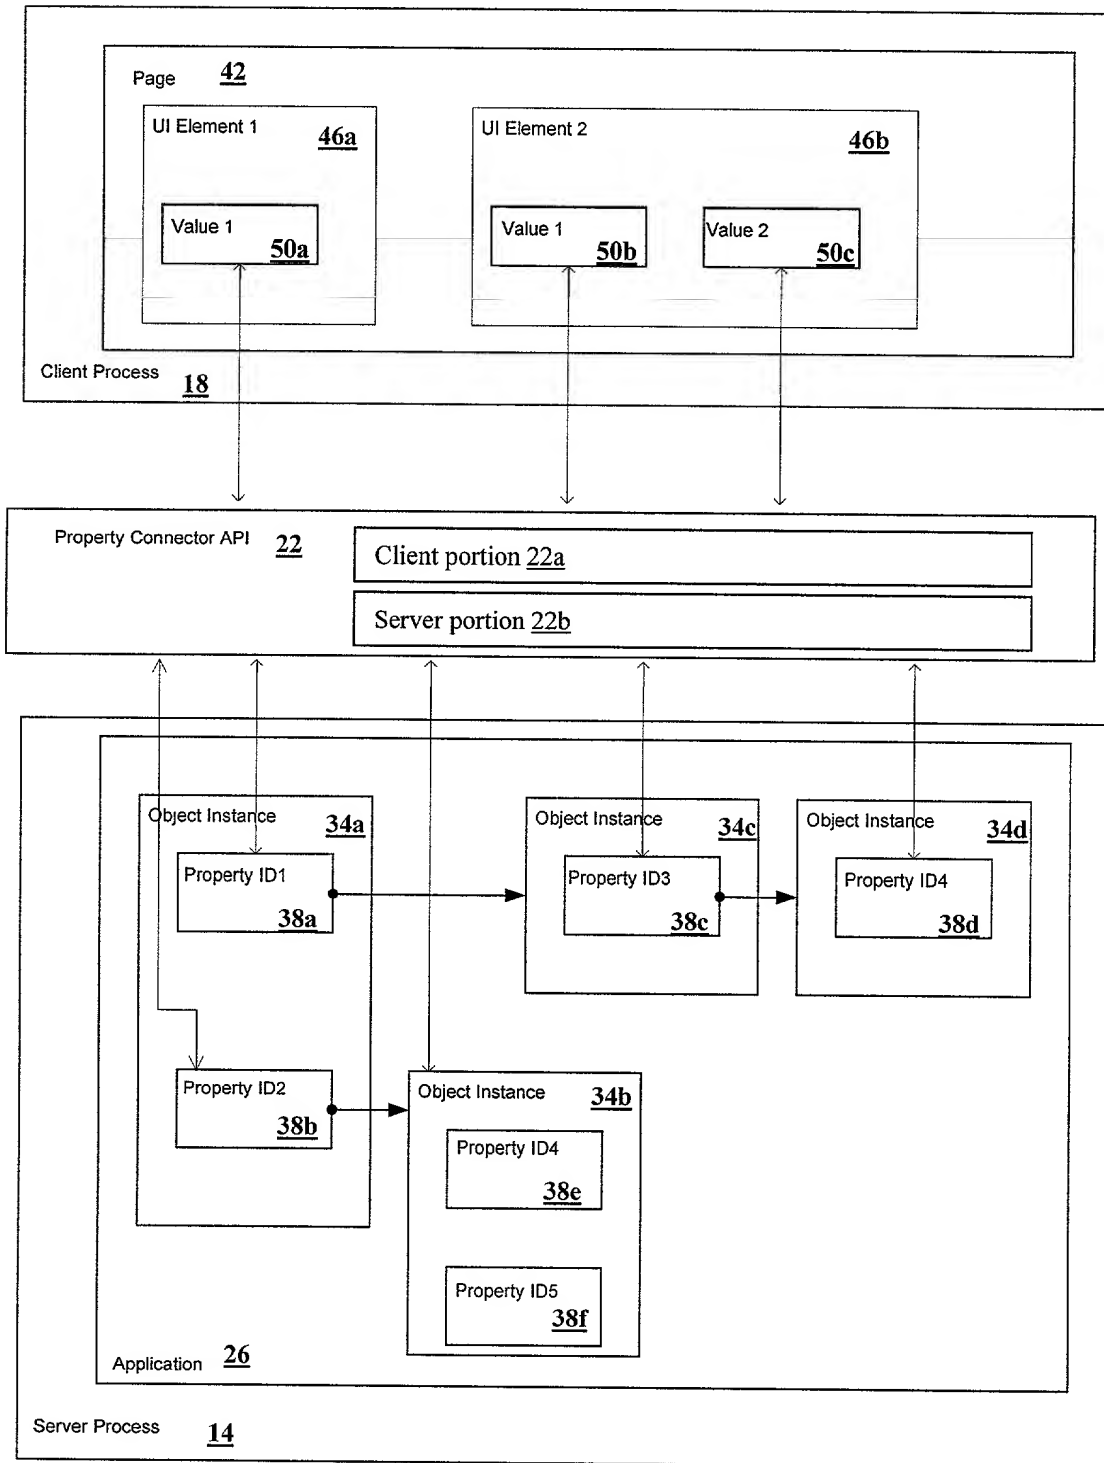 Page 42
UI Element 1
46a
UI Element 2
46b
Value 1
50a
Value 1
50b
Value 2
50c
Client Process 18
Property Connector API 22
Client portion 22a
Server portion 22b
Object Instance
34a
Object Instance
34c
Object Instance
34d
Property ID1
38a
Property ID3
38c
Property ID4
38d
Property ID2
38b
Object Instance
34b
Property ID4
38e
Property ID5
38f
Application 26
Server Process 14